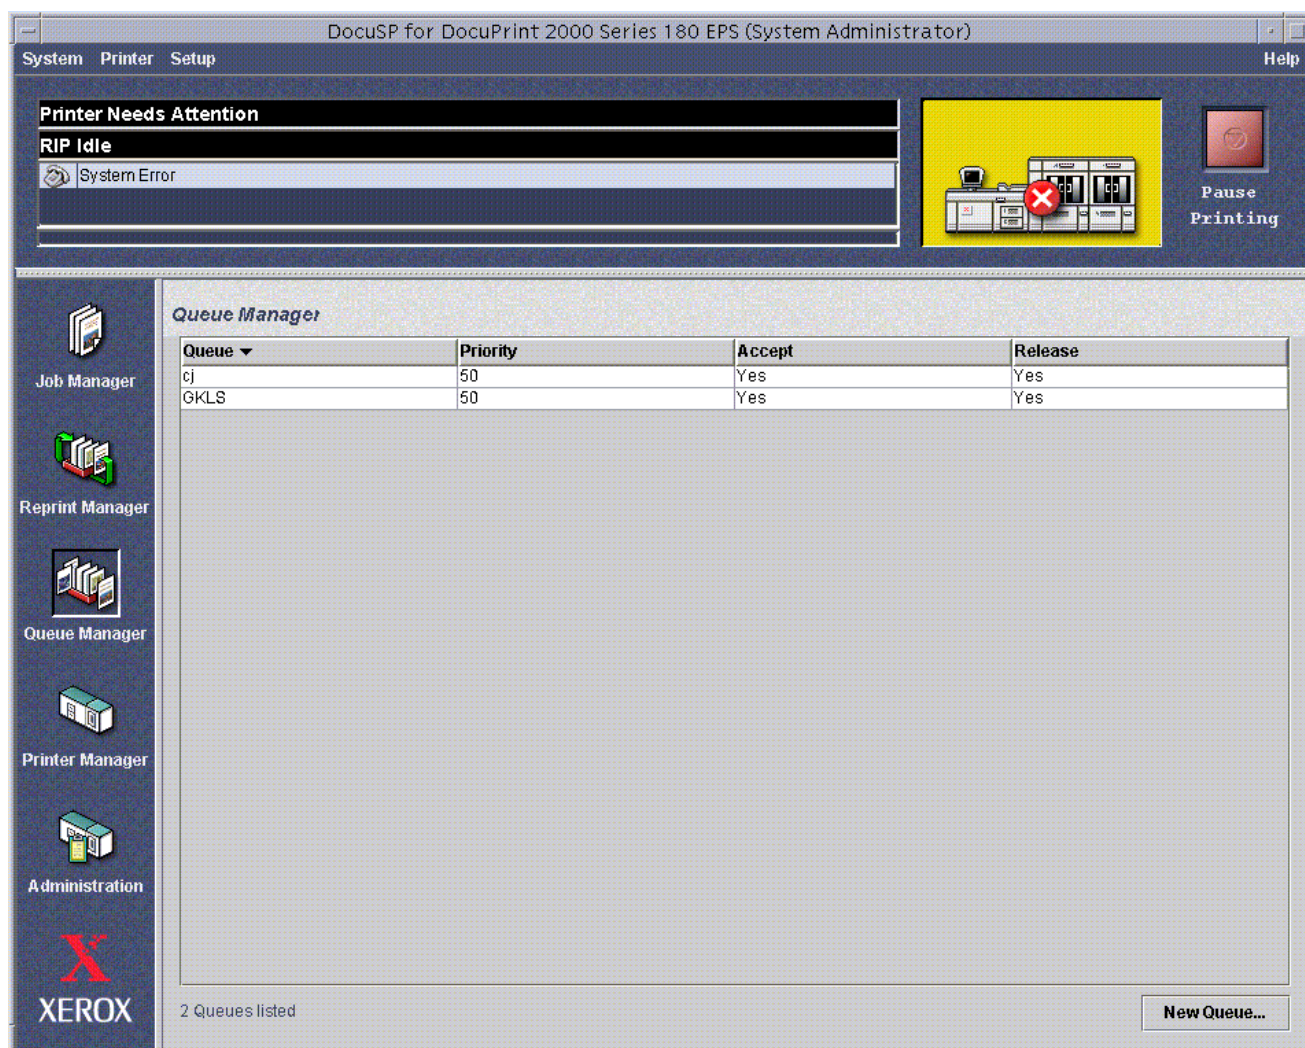 DocuSP for DocuPrint 2000 Series 180 EPS (System Administrator)
System Printer Setup Help
Printer Needs Attention
RIP Idle
System Error
Pause
Printing
Queue Manager
Queue Priority Accept Release
cj 50 Yes Yes
GKLS 50 Yes Yes
Job Manager
Reprint Manager
Queue Manager
Printer Manager
Administration
XEROX
2 Queues listed
New Queue...